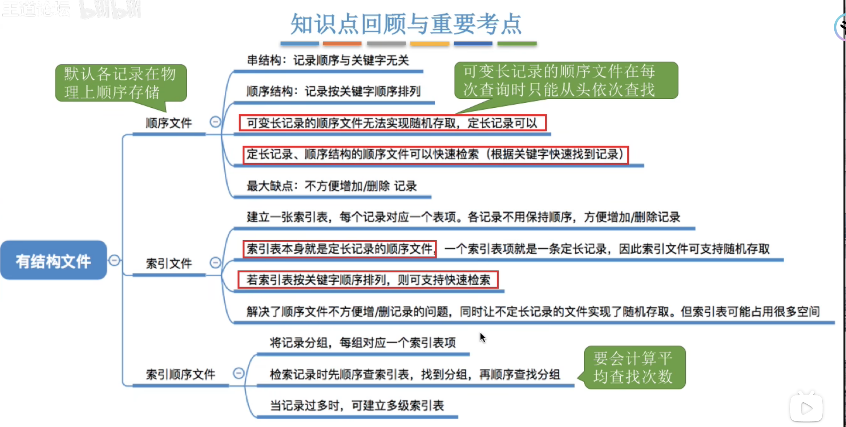 知识点回顾与重要考点
默认各记录在物
理上顺序存储
可变长记录的顺序文件在每
次查询时只能从头依次查找
有结构文件
顺序文件
串结构：记录顺序与关键字无关
顺序结构：记录按关键字顺序排列
可变长记录的顺序文件无法实现随机存取，定长记录可以
定长记录、顺序结构的顺序文件可以快速检索（根据关键字快速找到记录）
最大缺点：不方便增加/删除 记录
索引文件
建立一张索引表，每个记录对应一个表项。各记录不用保持顺序，方便增加/删除记录
索引表本身就是定长记录的顺序文件，一个索引表项就是一条定长记录，因此索引文件可支持随机存取
若索引表按关键字顺序排列，则可支持快速检索
解决了顺序文件不方便增/删记录的问题，同时让不定长记录的文件实现了随机存取。但索引表可能占用很多空间
索引顺序文件
将记录分组，每组对应一个索引表项
检索记录时先顺序查索引表，找到分组，再顺序查找分组
当记录过多时，可建立多级索引表
要会计算平
均查找次数